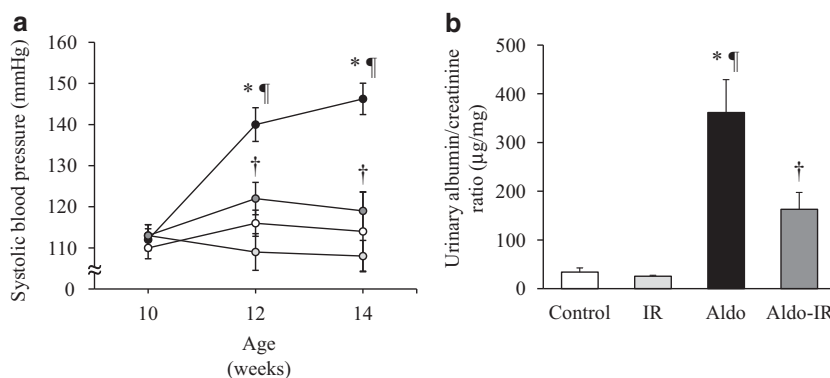 a
Systolic blood pressure (mmHg)
160
150
140
130
120
110
0
* ¶
* ¶
†
†
10
12
14
Age
(weeks)
b
Urinary albumin/creatinine
ratio (µg/mg)
500
400
300
200
100
0
* ¶
†
Control
IR
Aldo
Aldo-IR